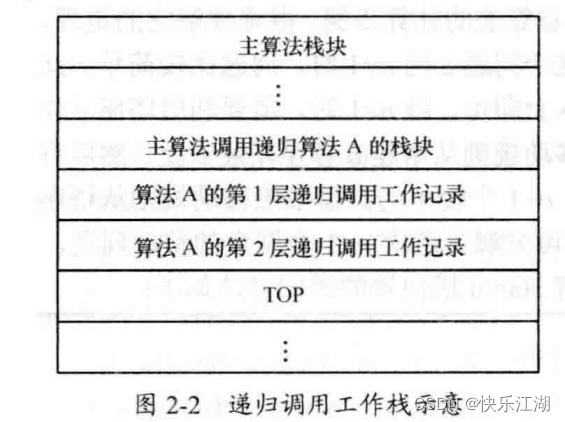 主算法栈块
⋮
主算法调用递归算法 A 的栈块
算法 A 的第 1 层递归调用工作记录
算法 A 的第 2 层递归调用工作记录
TOP
⋮
图 2-2 递归调用工作栈示意
@快乐江湖